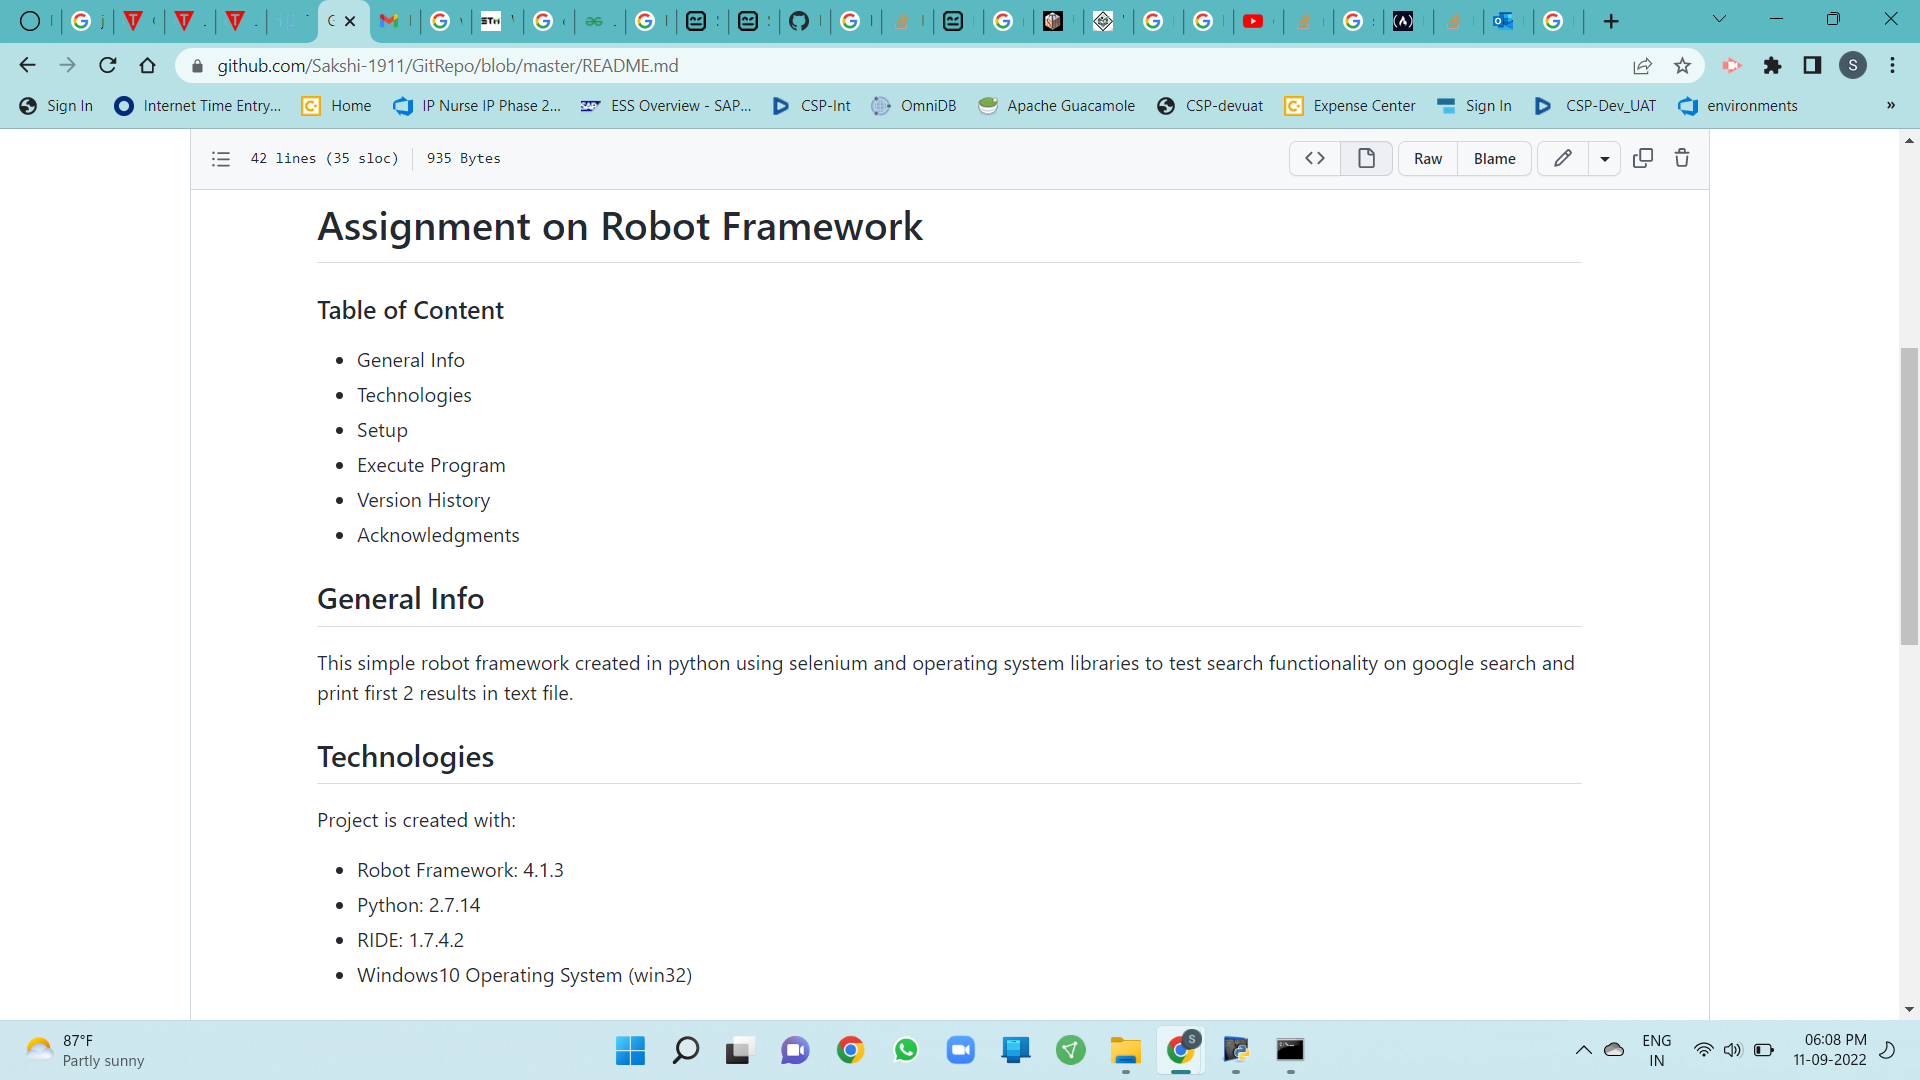 github.com/Sakshi-1911/GitRepo/blob/master/README.md
Sign In
Internet Time Entry...
Home
IP Nurse IP Phase 2...
ESS Overview - SAP...
CSP-Int
OmniDB
Apache Guacamole
CSP-devuat
Expense Center
Sign In
CSP-Dev_UAT
environments
»
42 lines (35 sloc)
935 Bytes
Raw
Blame
Assignment on Robot Framework
Table of Content
General Info
Technologies
Setup
Execute Program
Version History
Acknowledgments
General Info
This simple robot framework created in python using selenium and operating system libraries to test search functionality on google search and
print first 2 results in text file.
Technologies
Project is created with:
Robot Framework: 4.1.3
Python: 2.7.14
RIDE: 1.7.4.2
Windows10 Operating System (win32)
87°F
Partly sunny
ENG
IN
06:08 PM
11-09-2022